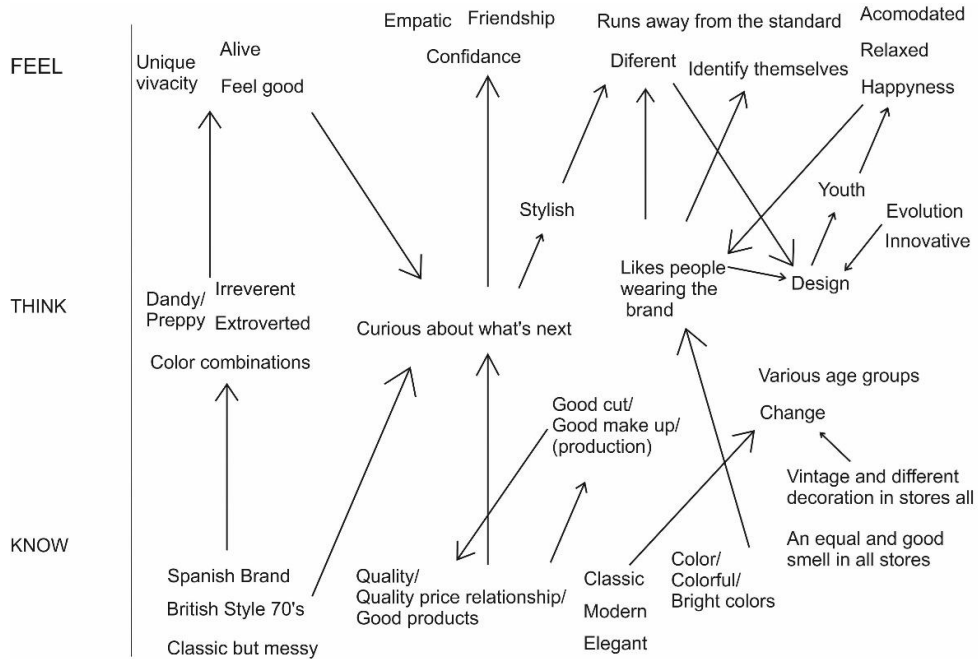 FEEL
Unique
vivacity
Alive
Feel good
Empatic
Friendship
Confidance
Runs away from the standard
Diferent
Identify themselves
Acomodated
Relaxed
Happyness
Stylish
Youth
Evolution
Innovative
THINK
Dandy/
Preppy
Irreverent
Extroverted
Color combinations
Curious about what's next
Likes people
wearing the
brand
Design
Various age groups
Change
Good cut/
Good make up/
(production)
Vintage and different
decoration in stores all
An equal and good
smell in all stores
KNOW
Spanish Brand
British Style 70's
Classic but messy
Quality/
Quality price relationship/
Good products
Classic
Modern
Elegant
Color/
Colorful/
Bright colors